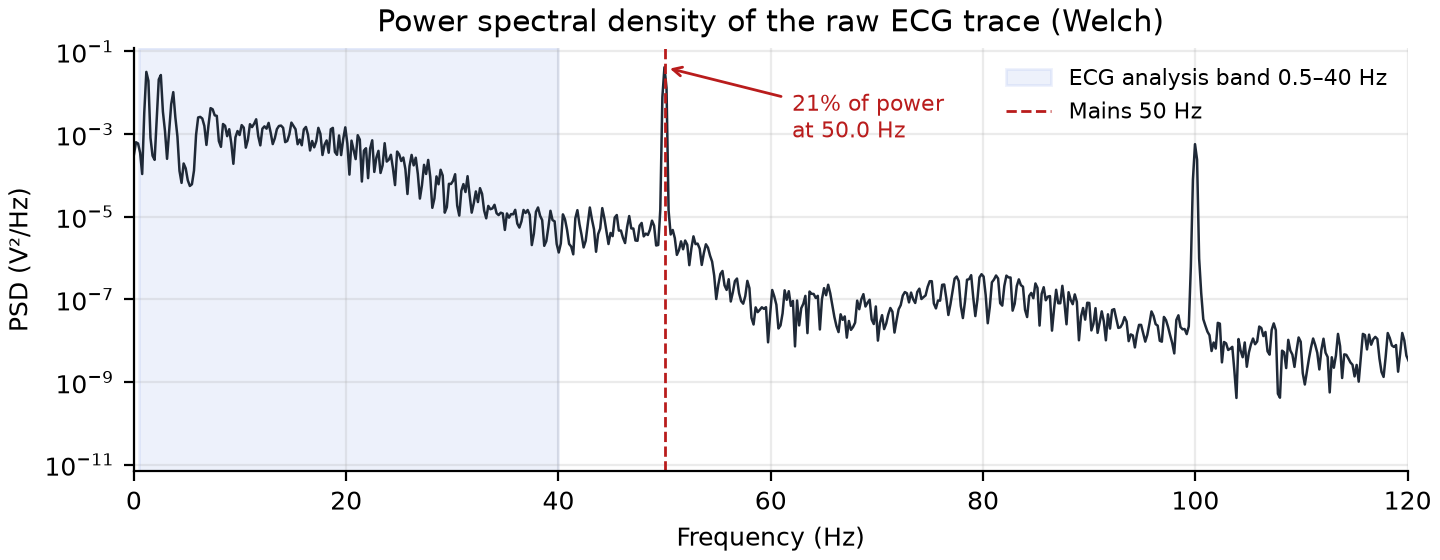 Power spectral density of the raw ECG trace (Welch)
10⁻¹
10⁻³
10⁻⁵
10⁻⁷
10⁻⁹
10⁻¹¹
PSD (V²/Hz)
ECG analysis band 0.5–40 Hz
Mains 50 Hz
21% of power
at 50.0 Hz
0 20 40 60 80 100 120
Frequency (Hz)